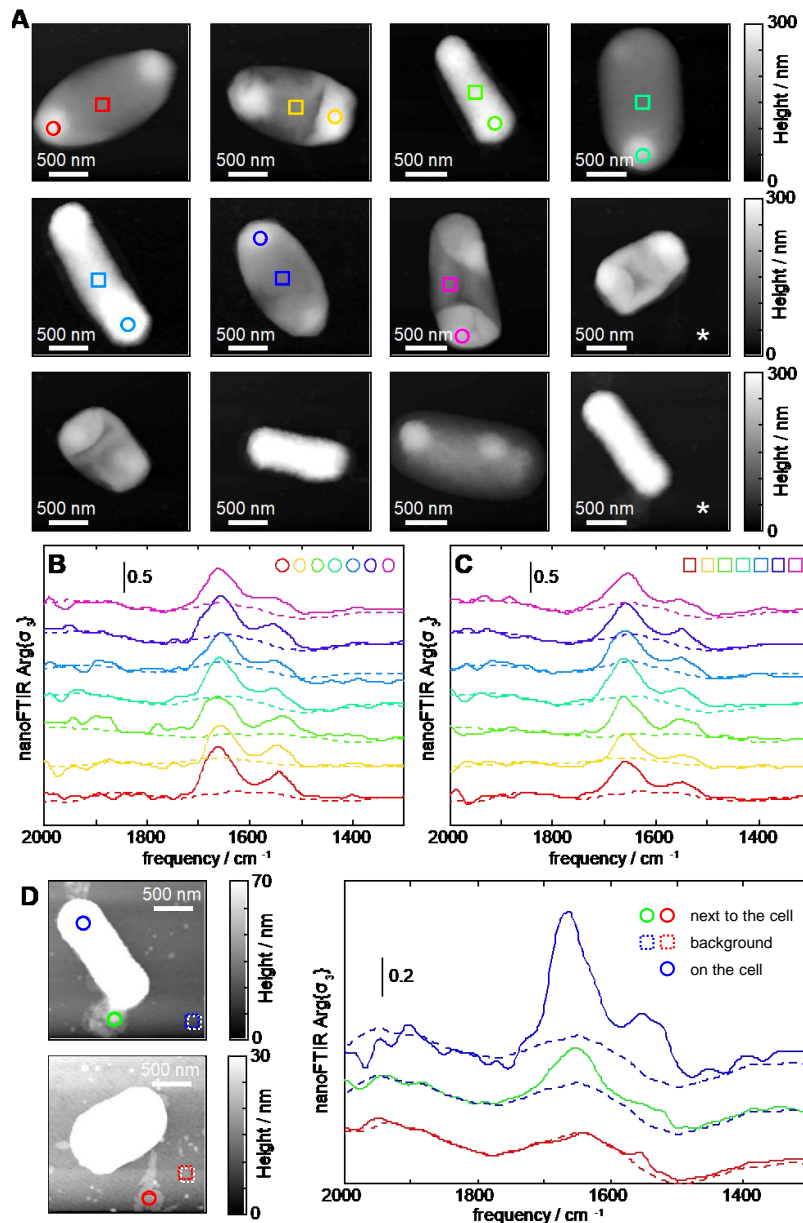 A
500 nm
500 nm
500 nm
500 nm
300
Height / nm
0
500 nm
500 nm
500 nm
500 nm
*
300
Height / nm
0
500 nm
500 nm
500 nm
500 nm
*
300
Height / nm
0
B
0.5
nanoFTIR Arg{σ3}
2000 1800 1600 1400
frequency / cm -1
C
0.5
nanoFTIR Arg{σ3}
2000 1800 1600 1400
frequency / cm -1
D
500 nm
70
Height / nm
0
500 nm
30
Height / nm
0
nanoFTIR Arg{σ3}
0.2
next to the cell
background
on the cell
2000 1800 1600 1400
frequency / cm -1